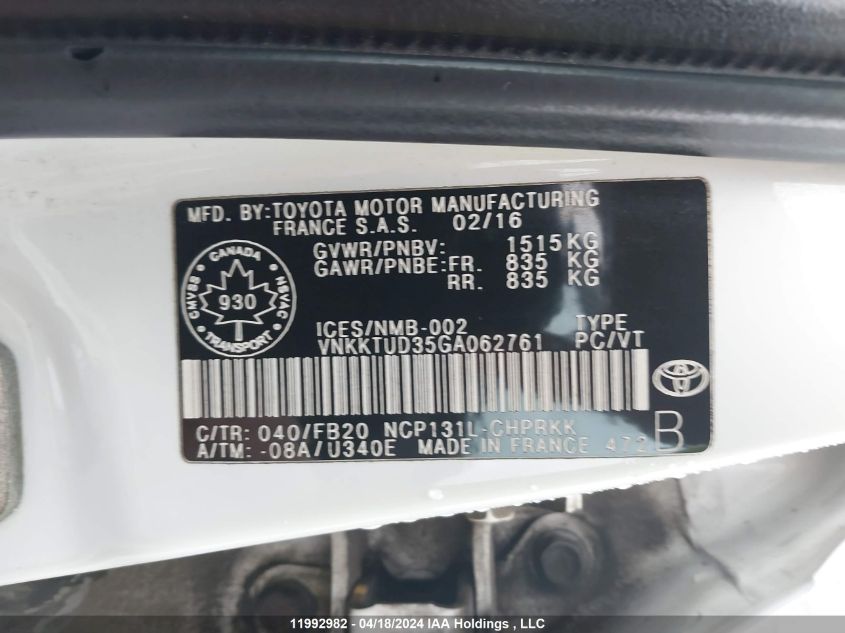 MFD. BY:TOYOTA MOTOR MANUFACTURING
FRANCE S.A.S. 02/16
GVWR/PNBV: 1515 KG
GAWR/PNBE:FR. 835 KG
RR. 835 KG
CANADA
CMVSS
930
NSVAC
TRANSPORT
ICES/NMB-002 TYPE
VNKKTUD35GA062761 PC/VT
C/TR: 040/FB20 NCP131L-CHPRKK
A/TM: -08A/U340E MADE IN FRANCE 472 B
11992982 - 04/18/2024 IAA Holdings , LLC